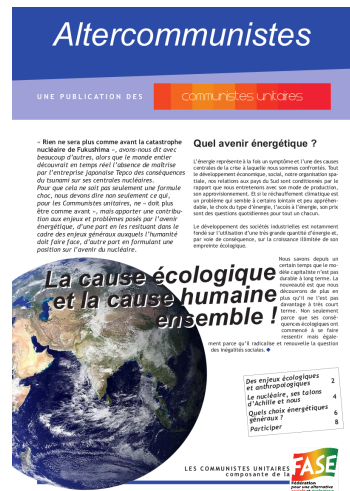 Altercommunistes
UNE PUBLICATION DES
communistes unitaires
« Rien ne sera plus comme avant la catastrophe
nucléaire de Fukushima », avons-nous dit avec
beaucoup d'autres, alors que le monde entier
découvrait en temps réel l'absence de maîtrise
par l'entreprise japonaise Tepco des conséquences
du tsunami sur ses centrales nucléaires.
Pour que cela ne soit pas seulement une formule
choc, nous devons dire non seulement ce qui,
pour les Communistes unitaires, ne « doit plus
être comme avant », mais apporter une contribu-
tion aux enjeux et problèmes posés par l'avenir
énergétique, d'une part en les resituant dans le
cadre des enjeux généraux auxquels l'humanité
doit faire face, d'autre part en formulant une
position sur l'avenir du nucléaire.
Quel avenir énergétique ?
L'énergie représente à la fois un symptôme et l'une des causes
centrales de la crise à laquelle nous sommes confrontés. Tout
le développement économique, social, notre organisation spa-
tiale, nos relations aux pays du Sud sont conditionnés par le
rapport que nous entretenons avec son mode de production,
son approvisionnement. Et si le réchauffement climatique est
un problème qui semble à certains lointain et peu appréhen-
dable, le choix du type d'énergie, l'accès à l'énergie, son prix
sont des questions quotidiennes pour tout un chacun.
Le développement des sociétés industrielles est notamment
fondé sur l'utilisation d'une très grande quantité d'énergie et,
par voie de conséquence, sur la croissance illimitée de son
empreinte écologique.
Nous savons depuis un
certain temps que le mo-
dèle capitaliste n'est pas
durable à long terme. La
nouveauté est que nous
découvrons de plus en
plus qu'il ne l'est pas
davantage à très court
terme. Non seulement
parce que ses consé-
quences écologiques ont
commencé à se faire
ressentir mais égale-
ment parce qu'il radicalise et renouvelle la question
des inégalités sociales.
La cause écologique
et la cause humaine
ensemble !
Des enjeux écologiques
et anthropologiques 2
Le nucléaire, ses talons
d'Achille et nous 4
Quels choix énergétiques
généraux ? 6
Participer 8
LES COMMUNISTES UNITAIRES
composante de la
FASE
Fédération
pour une alternative
sociale et écologique